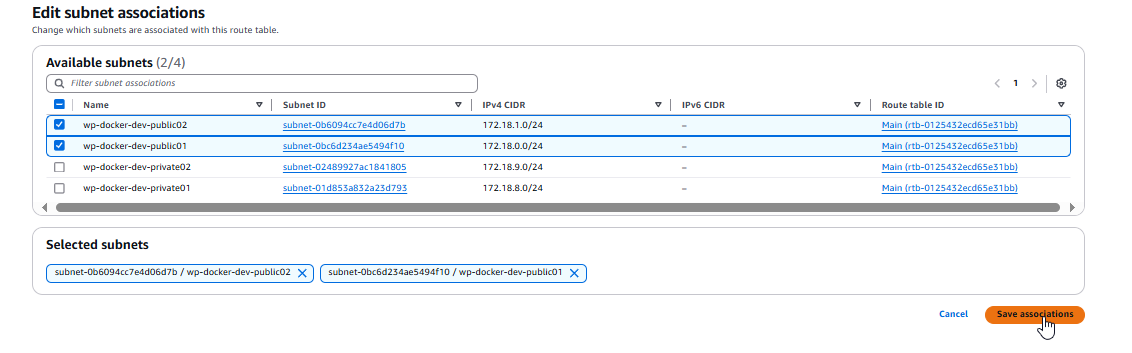 Edit subnet associations
Change which subnets are associated with this route table.
Available subnets (2/4)
Filter subnet associations
1
Name Subnet ID IPv4 CIDR IPv6 CIDR Route table ID
wp-docker-dev-public02 subnet-0b6094cc7e4d06d7b 172.18.1.0/24 – Main (rtb-0125432ecd65e31bb)
wp-docker-dev-public01 subnet-0bc6d234ae5494f10 172.18.0.0/24 – Main (rtb-0125432ecd65e31bb)
wp-docker-dev-private02 subnet-02489927ac1841805 172.18.9.0/24 – Main (rtb-0125432ecd65e31bb)
wp-docker-dev-private01 subnet-01d853a832a23d793 172.18.8.0/24 – Main (rtb-0125432ecd65e31bb)
Selected subnets
subnet-0b6094cc7e4d06d7b / wp-docker-dev-public02 subnet-0bc6d234ae5494f10 / wp-docker-dev-public01
Cancel Save associations